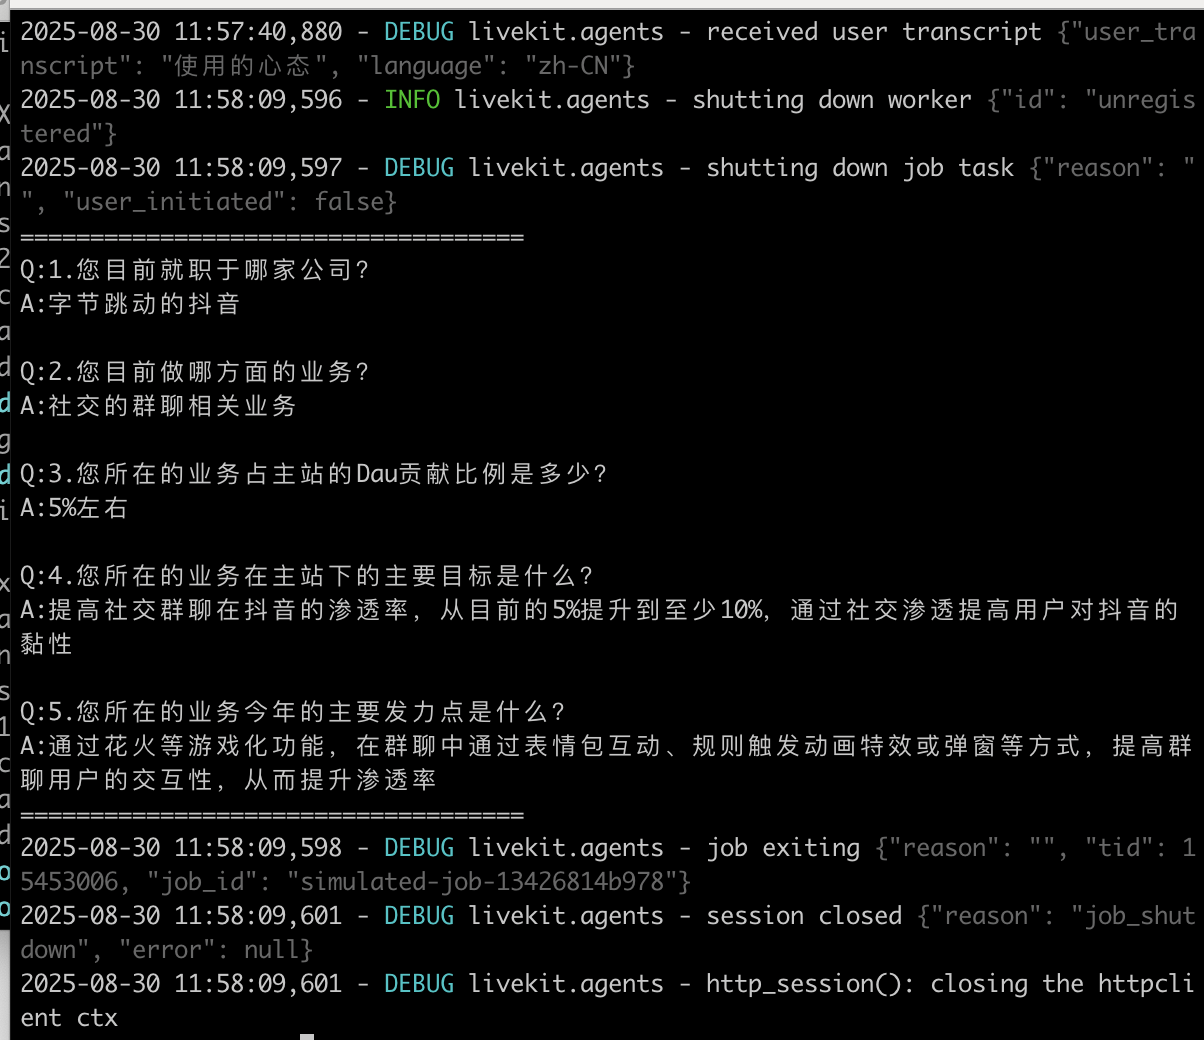 2025-08-30 11:57:40,880 - DEBUG livekit.agents - received user transcript {"user_tra
nscript": "使用的心态", "language": "zh-CN"}
2025-08-30 11:58:09,596 - INFO livekit.agents - shutting down worker {"id": "unregis
tered"}
2025-08-30 11:58:09,597 - DEBUG livekit.agents - shutting down job task {"reason": "
", "user_initiated": false}
====================================
Q:1.您目前就职于哪家公司?
A:字节跳动的抖音
Q:2.您目前做哪方面的业务?
A:社交的群聊相关业务
Q:3.您所在的业务占主站的Dau贡献比例是多少?
A:5%左右
Q:4.您所在的业务在主站下的主要目标是什么?
A:提高社交群聊在抖音的渗透率，从目前的5%提升到至少10%，通过社交渗透提高用户对抖音的
黏性
Q:5.您所在的业务今年的主要发力点是什么?
A:通过花火等游戏化功能，在群聊中通过表情包互动、规则触发动画特效或弹窗等方式，提高群
聊用户的交互性，从而提升渗透率
====================================
2025-08-30 11:58:09,598 - DEBUG livekit.agents - job exiting {"reason": "", "tid": 1
5453006, "job_id": "simulated-job-13426814b978"}
2025-08-30 11:58:09,601 - DEBUG livekit.agents - session closed {"reason": "job_shut
down", "error": null}
2025-08-30 11:58:09,601 - DEBUG livekit.agents - http_session(): closing the httpcli
ent ctx